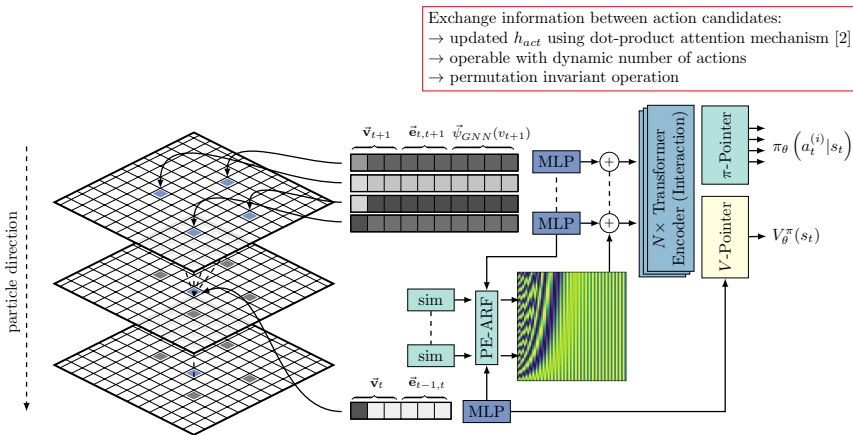 Exchange information between action candidates:
→ updated h_act using dot-product attention mechanism [2]
→ operable with dynamic number of actions
→ permutation invariant operation
particle direction
v⃗_{t+1} e⃗_{t,t+1} ψ⃗_{GNN}(v_{t+1})
MLP
MLP
+
+
N× Transformer
Encoder (Interaction)
π-Pointer
π_θ (a_t^{(i)}|s_t)
V-Pointer
V_θ^π(s_t)
sim
sim
PE-ARF
v⃗_t e⃗_{t−1,t}
MLP